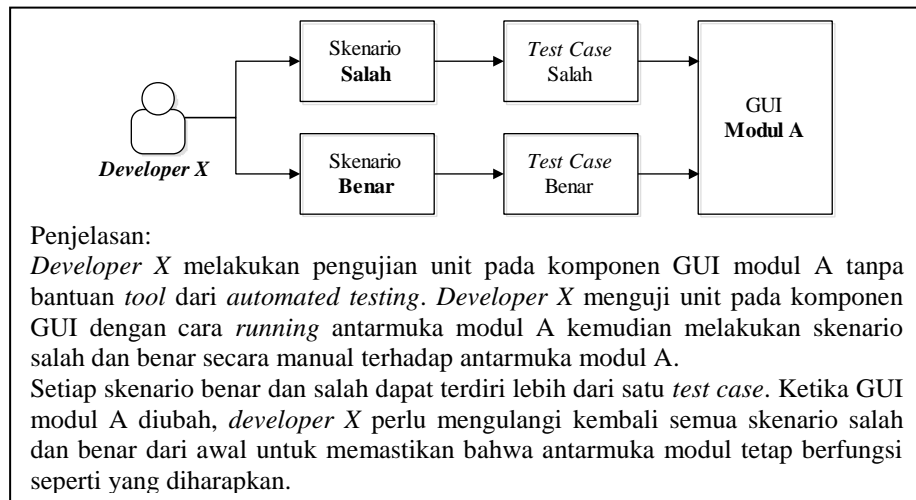 Skenario
Salah
Test Case
Salah
GUI
Modul A
Developer X
Skenario
Benar
Test Case
Benar
Penjelasan:
Developer X melakukan pengujian unit pada komponen GUI modul A tanpa
bantuan tool dari automated testing. Developer X menguji unit pada komponen
GUI dengan cara running antarmuka modul A kemudian melakukan skenario
salah dan benar secara manual terhadap antarmuka modul A.
Setiap skenario benar dan salah dapat terdiri lebih dari satu test case. Ketika GUI
modul A diubah, developer X perlu mengulangi kembali semua skenario salah
dan benar dari awal untuk memastikan bahwa antarmuka modul tetap berfungsi
seperti yang diharapkan.